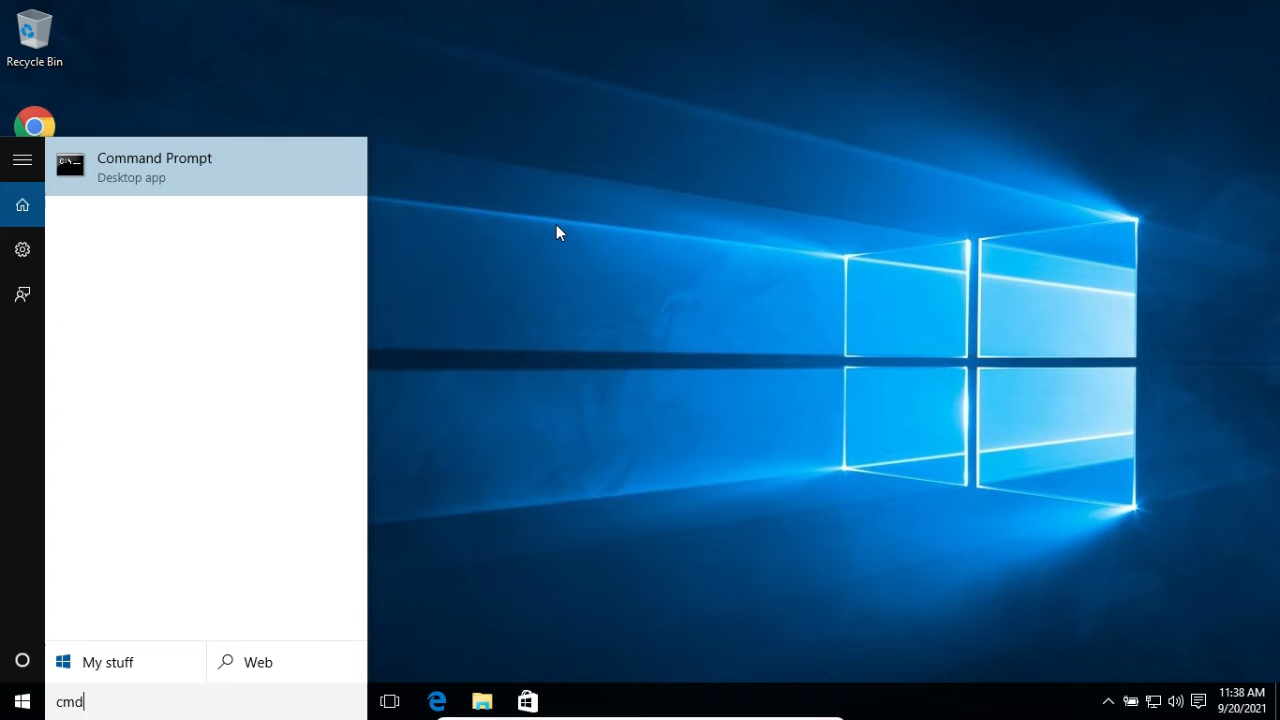 Recycle Bin
Command Prompt
Desktop app
My stuff
Web
cmd
11:38 AM
9/20/2021